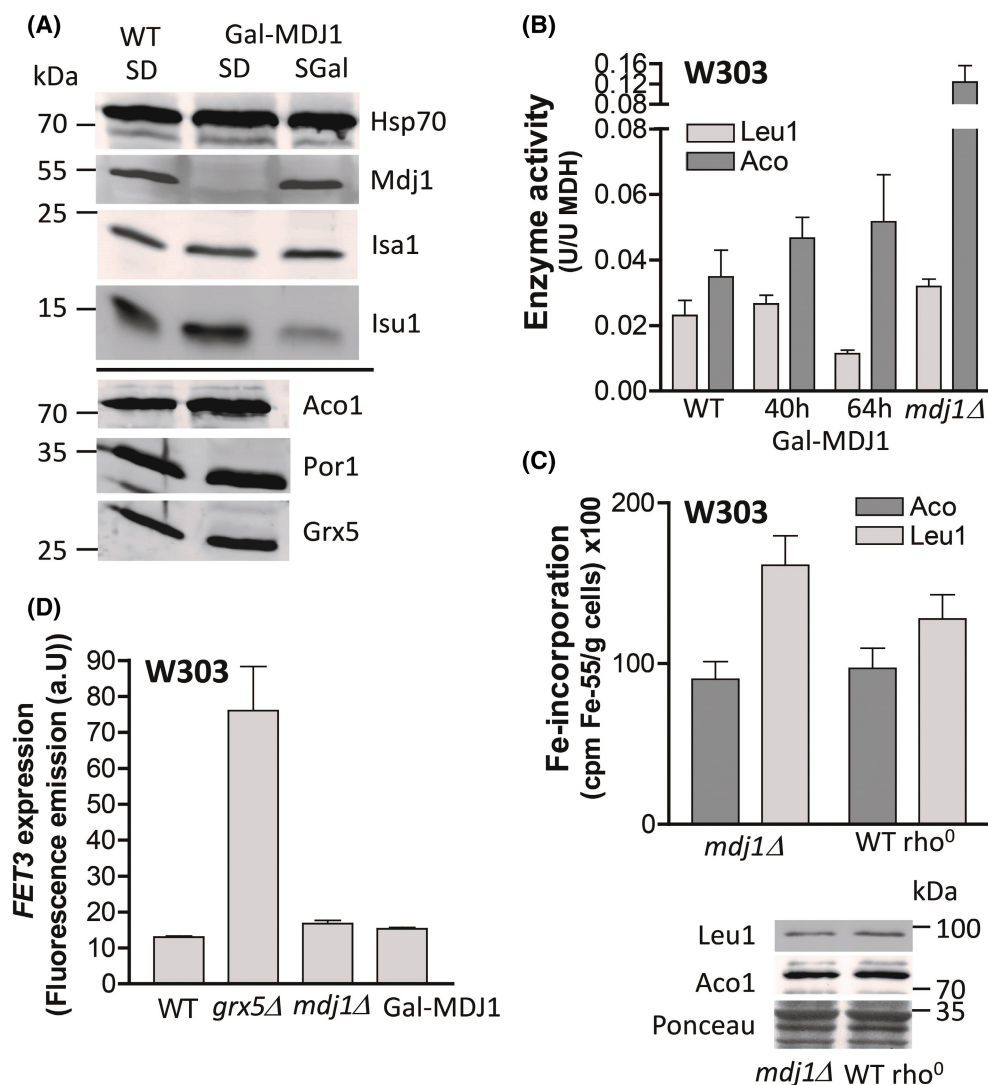 (A)
WT Gal-MDJ1
kDa SD SD SGal
70 Hsp70
55 Mdj1
25 Isa1
15 Isu1
70 Aco1
35 Por1
25 Grx5
(B)
W303
Enzyme activity
(U/U MDH)
0.16
0.12
0.08
0.08
0.06
0.04
0.02
0.00
Leu1
Aco
WT 40h 64h mdj1Δ
Gal-MDJ1
(C)
W303
Fe-incorporation
(cpm Fe-55/g cells) x100
200
100
0
Aco
Leu1
mdj1Δ WT rho⁰
kDa
Leu1 100
Aco1 70
Ponceau 35
mdj1Δ WT rho⁰
(D)
W303
FET3 expression
(Fluorescence emission (a.U))
90
80
70
60
50
40
30
20
10
0
WT grx5Δ mdj1Δ Gal-MDJ1